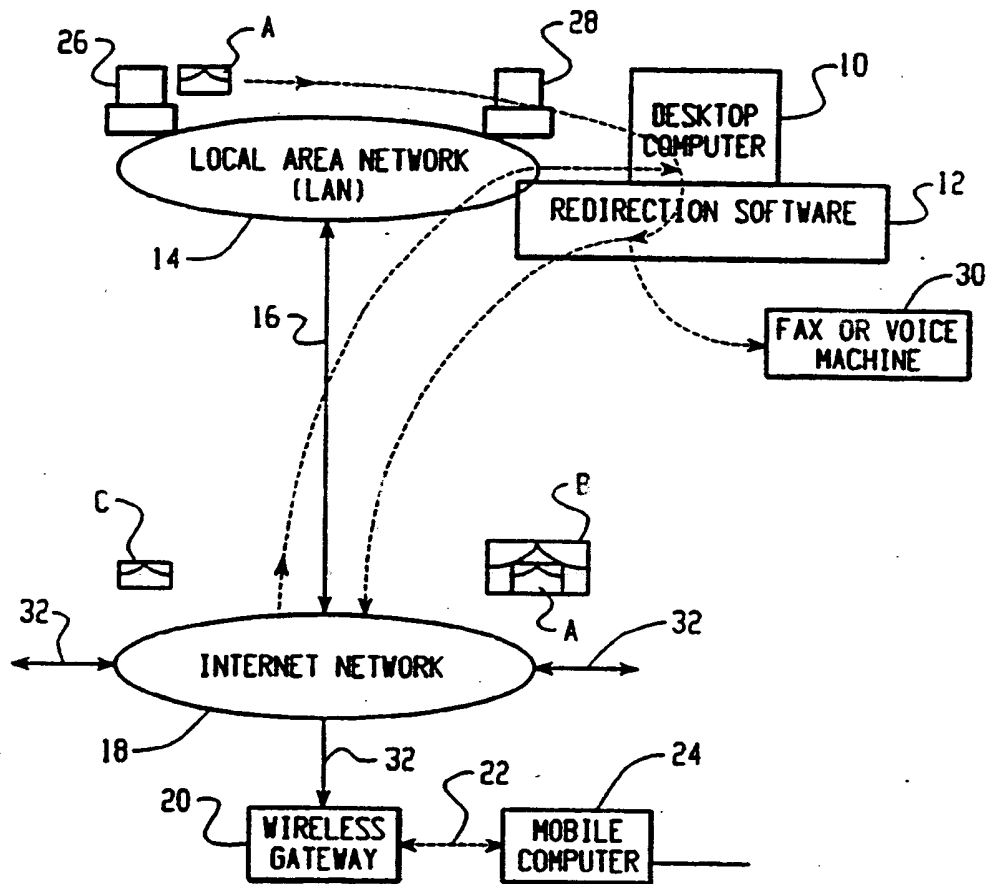 26
A
28
10
DESKTOP
COMPUTER
LOCAL AREA NETWORK
(LAN)
12
REDIRECTION SOFTWARE
14
16
30
FAX OR VOICE
MACHINE
C
B
A
32
32
INTERNET NETWORK
18
32
24
20
22
WIRELESS
GATEWAY
MOBILE
COMPUTER